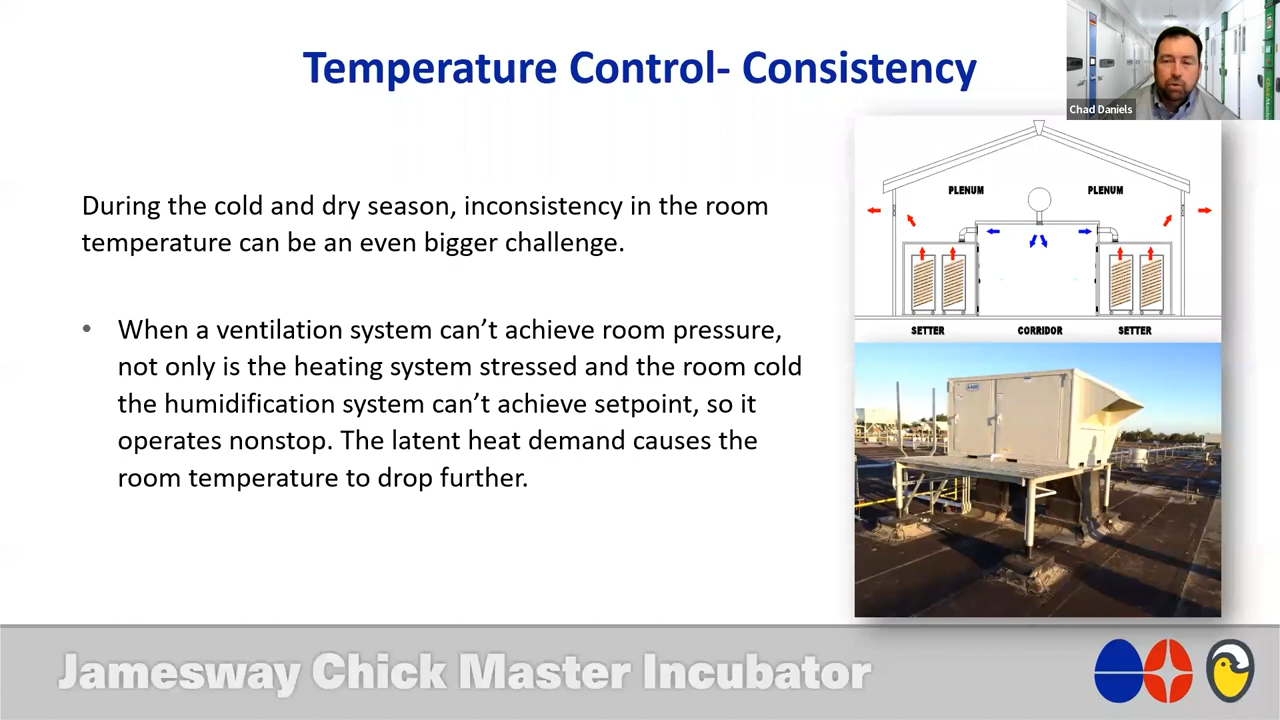 Temperature Control- Consistency
Chad Daniels
During the cold and dry season, inconsistency in the room
temperature can be an even bigger challenge.
• When a ventilation system can’t achieve room pressure,
not only is the heating system stressed and the room cold
the humidification system can’t achieve setpoint, so it
operates nonstop. The latent heat demand causes the
room temperature to drop further.
PLENUM PLENUM
SETTER CORRIDOR SETTER
Jamesway Chick Master Incubator